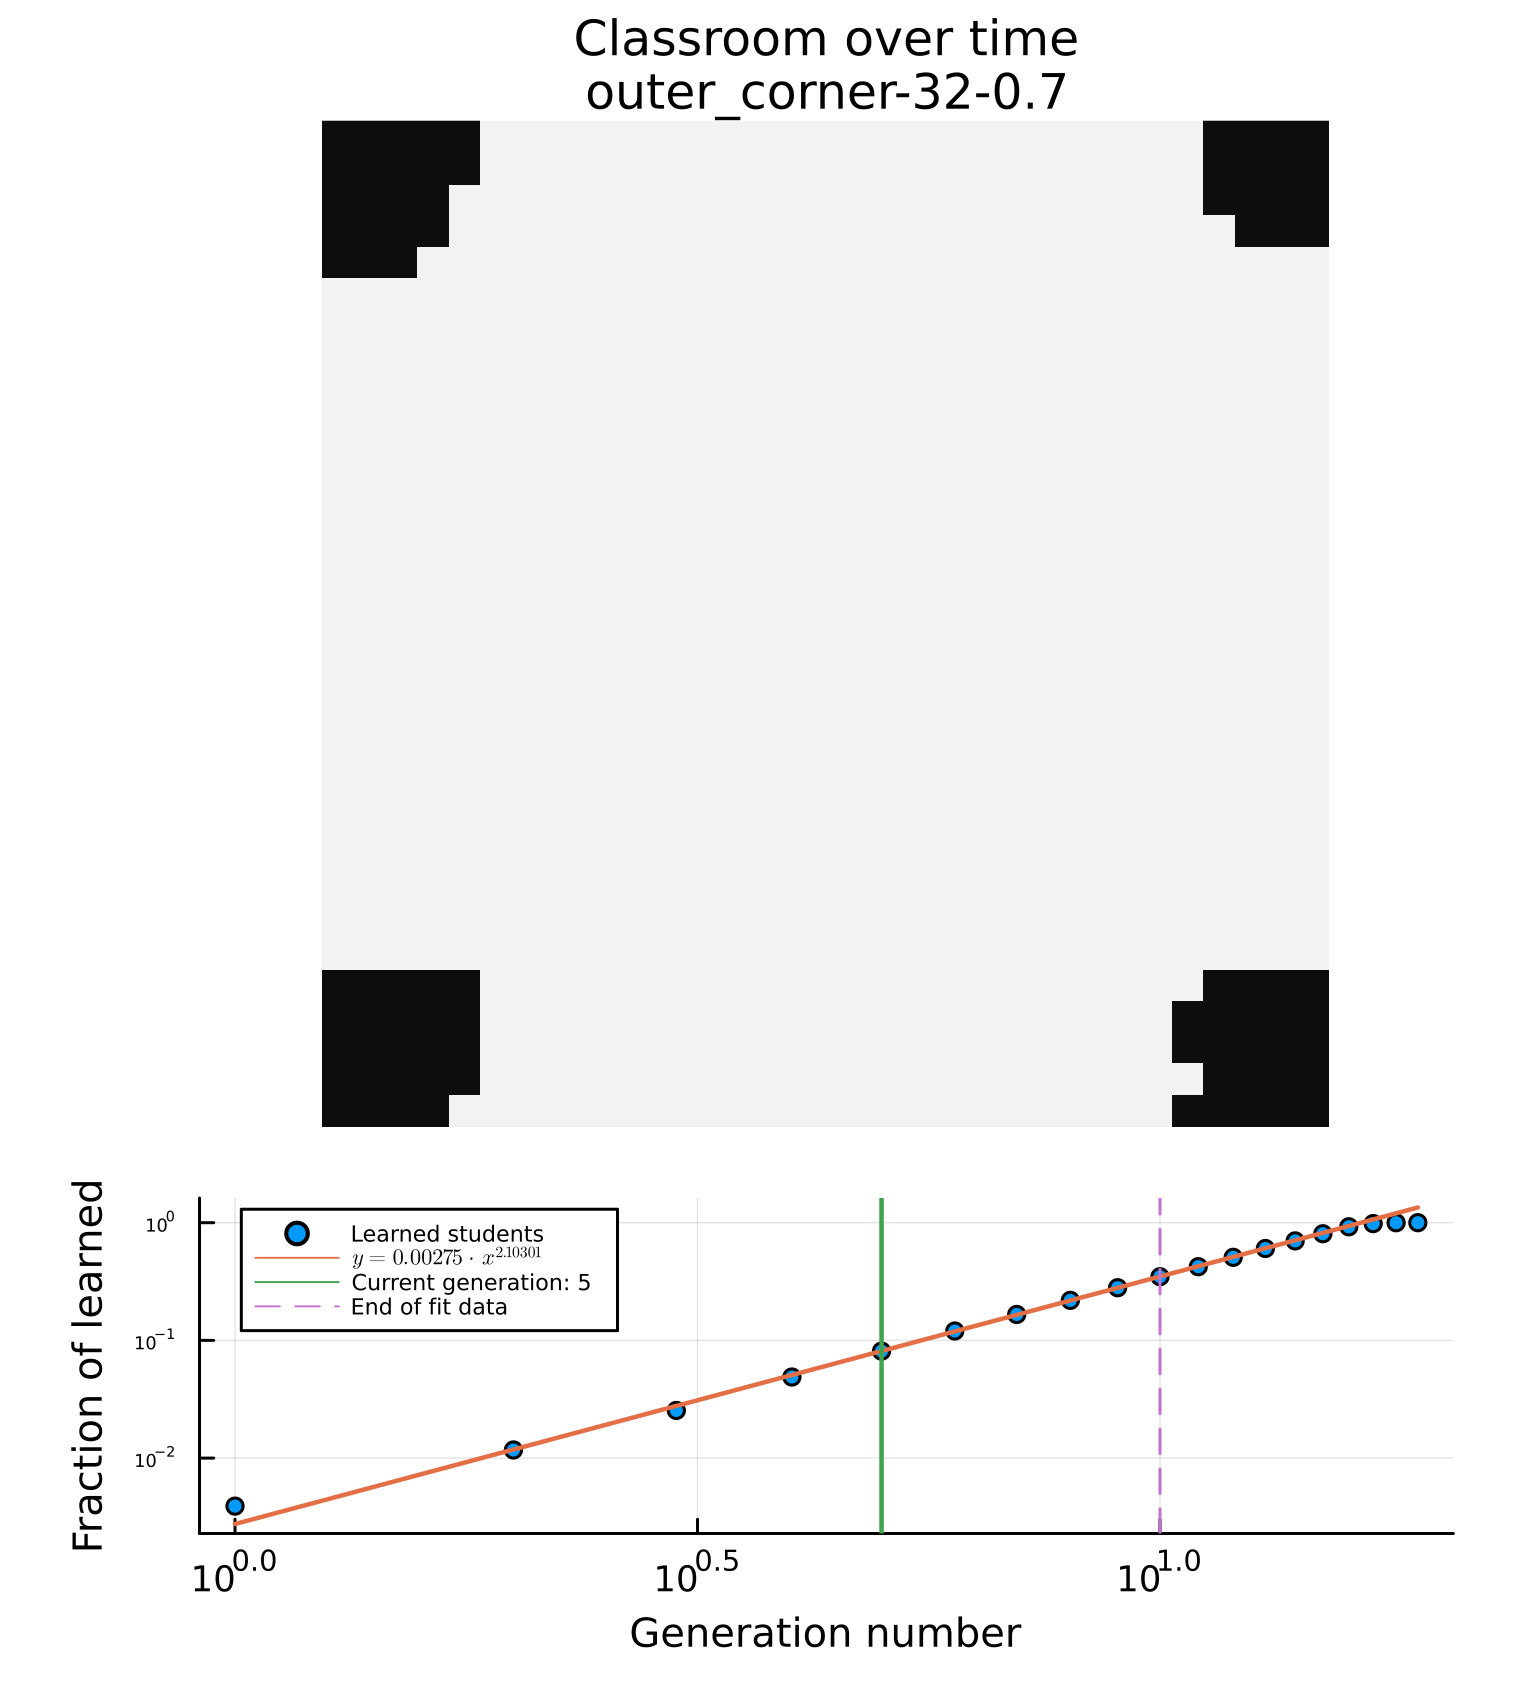 Classroom over time
outer_corner-32-0.7
Fraction of learned
10⁰
10⁻¹
10⁻²
Learned students
y = 0.00275 · x^2.10301
Current generation: 5
End of fit data
10^0.0 10^0.5 10^1.0
Generation number